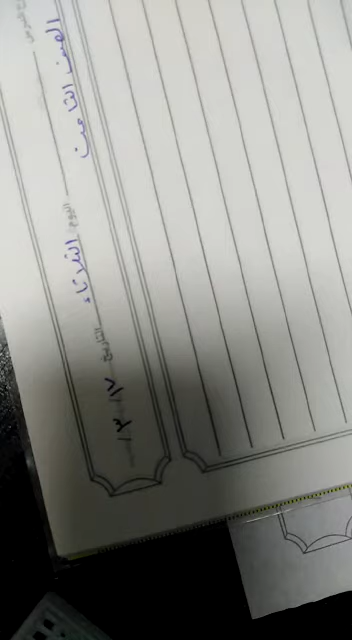 الصف الثامن اليوم الثلاثاء التاريخ ١٧ / ٣ /